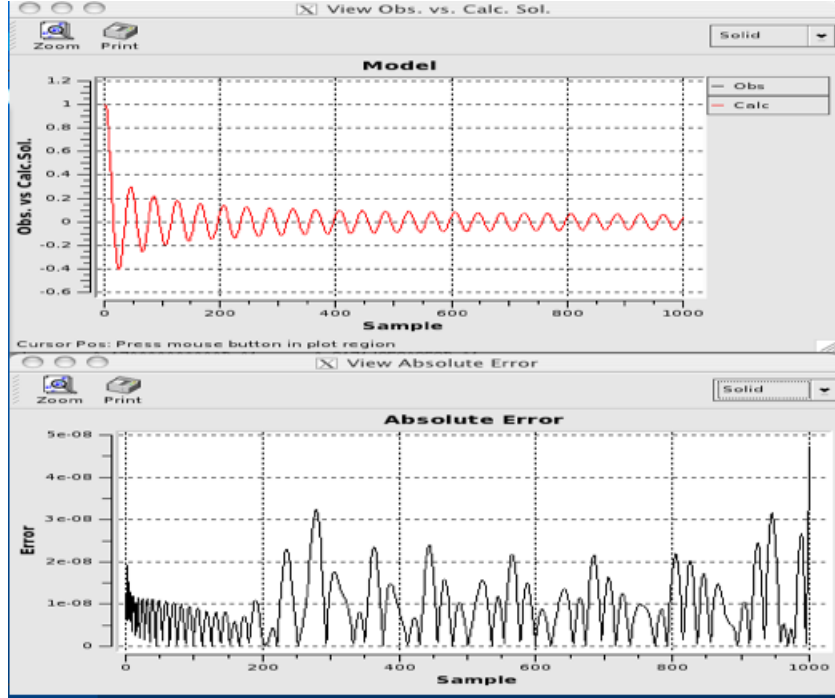 View Obs. vs. Calc. Sol.
Zoom Print Solid
Model
Obs
Calc
1.2
1
0.8
0.6
0.4
0.2
0
-0.2
-0.4
-0.6
Obs. vs Calc.Sol.
0 200 400 600 800 1000
Sample
Cursor Pos: Press mouse button in plot region
View Absolute Error
Zoom Print Solid
Absolute Error
5e-08
4e-08
3e-08
2e-08
1e-08
0
Error
0 200 400 600 800 1000
Sample